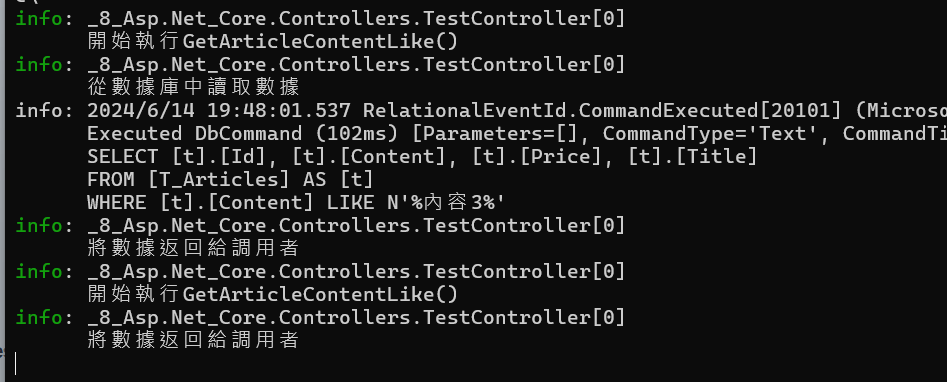 info: _8_Asp.Net_Core.Controllers.TestController[0]
開始執行GetArticleContentLike()
info: _8_Asp.Net_Core.Controllers.TestController[0]
從數據庫中讀取數據
info: 2024/6/14 19:48:01.537 RelationalEventId.CommandExecuted[20101] (Microso
Executed DbCommand (102ms) [Parameters=[], CommandType='Text', CommandTi
SELECT [t].[Id], [t].[Content], [t].[Price], [t].[Title]
FROM [T_Articles] AS [t]
WHERE [t].[Content] LIKE N'%內容3%'
info: _8_Asp.Net_Core.Controllers.TestController[0]
將數據返回給調用者
info: _8_Asp.Net_Core.Controllers.TestController[0]
開始執行GetArticleContentLike()
info: _8_Asp.Net_Core.Controllers.TestController[0]
將數據返回給調用者